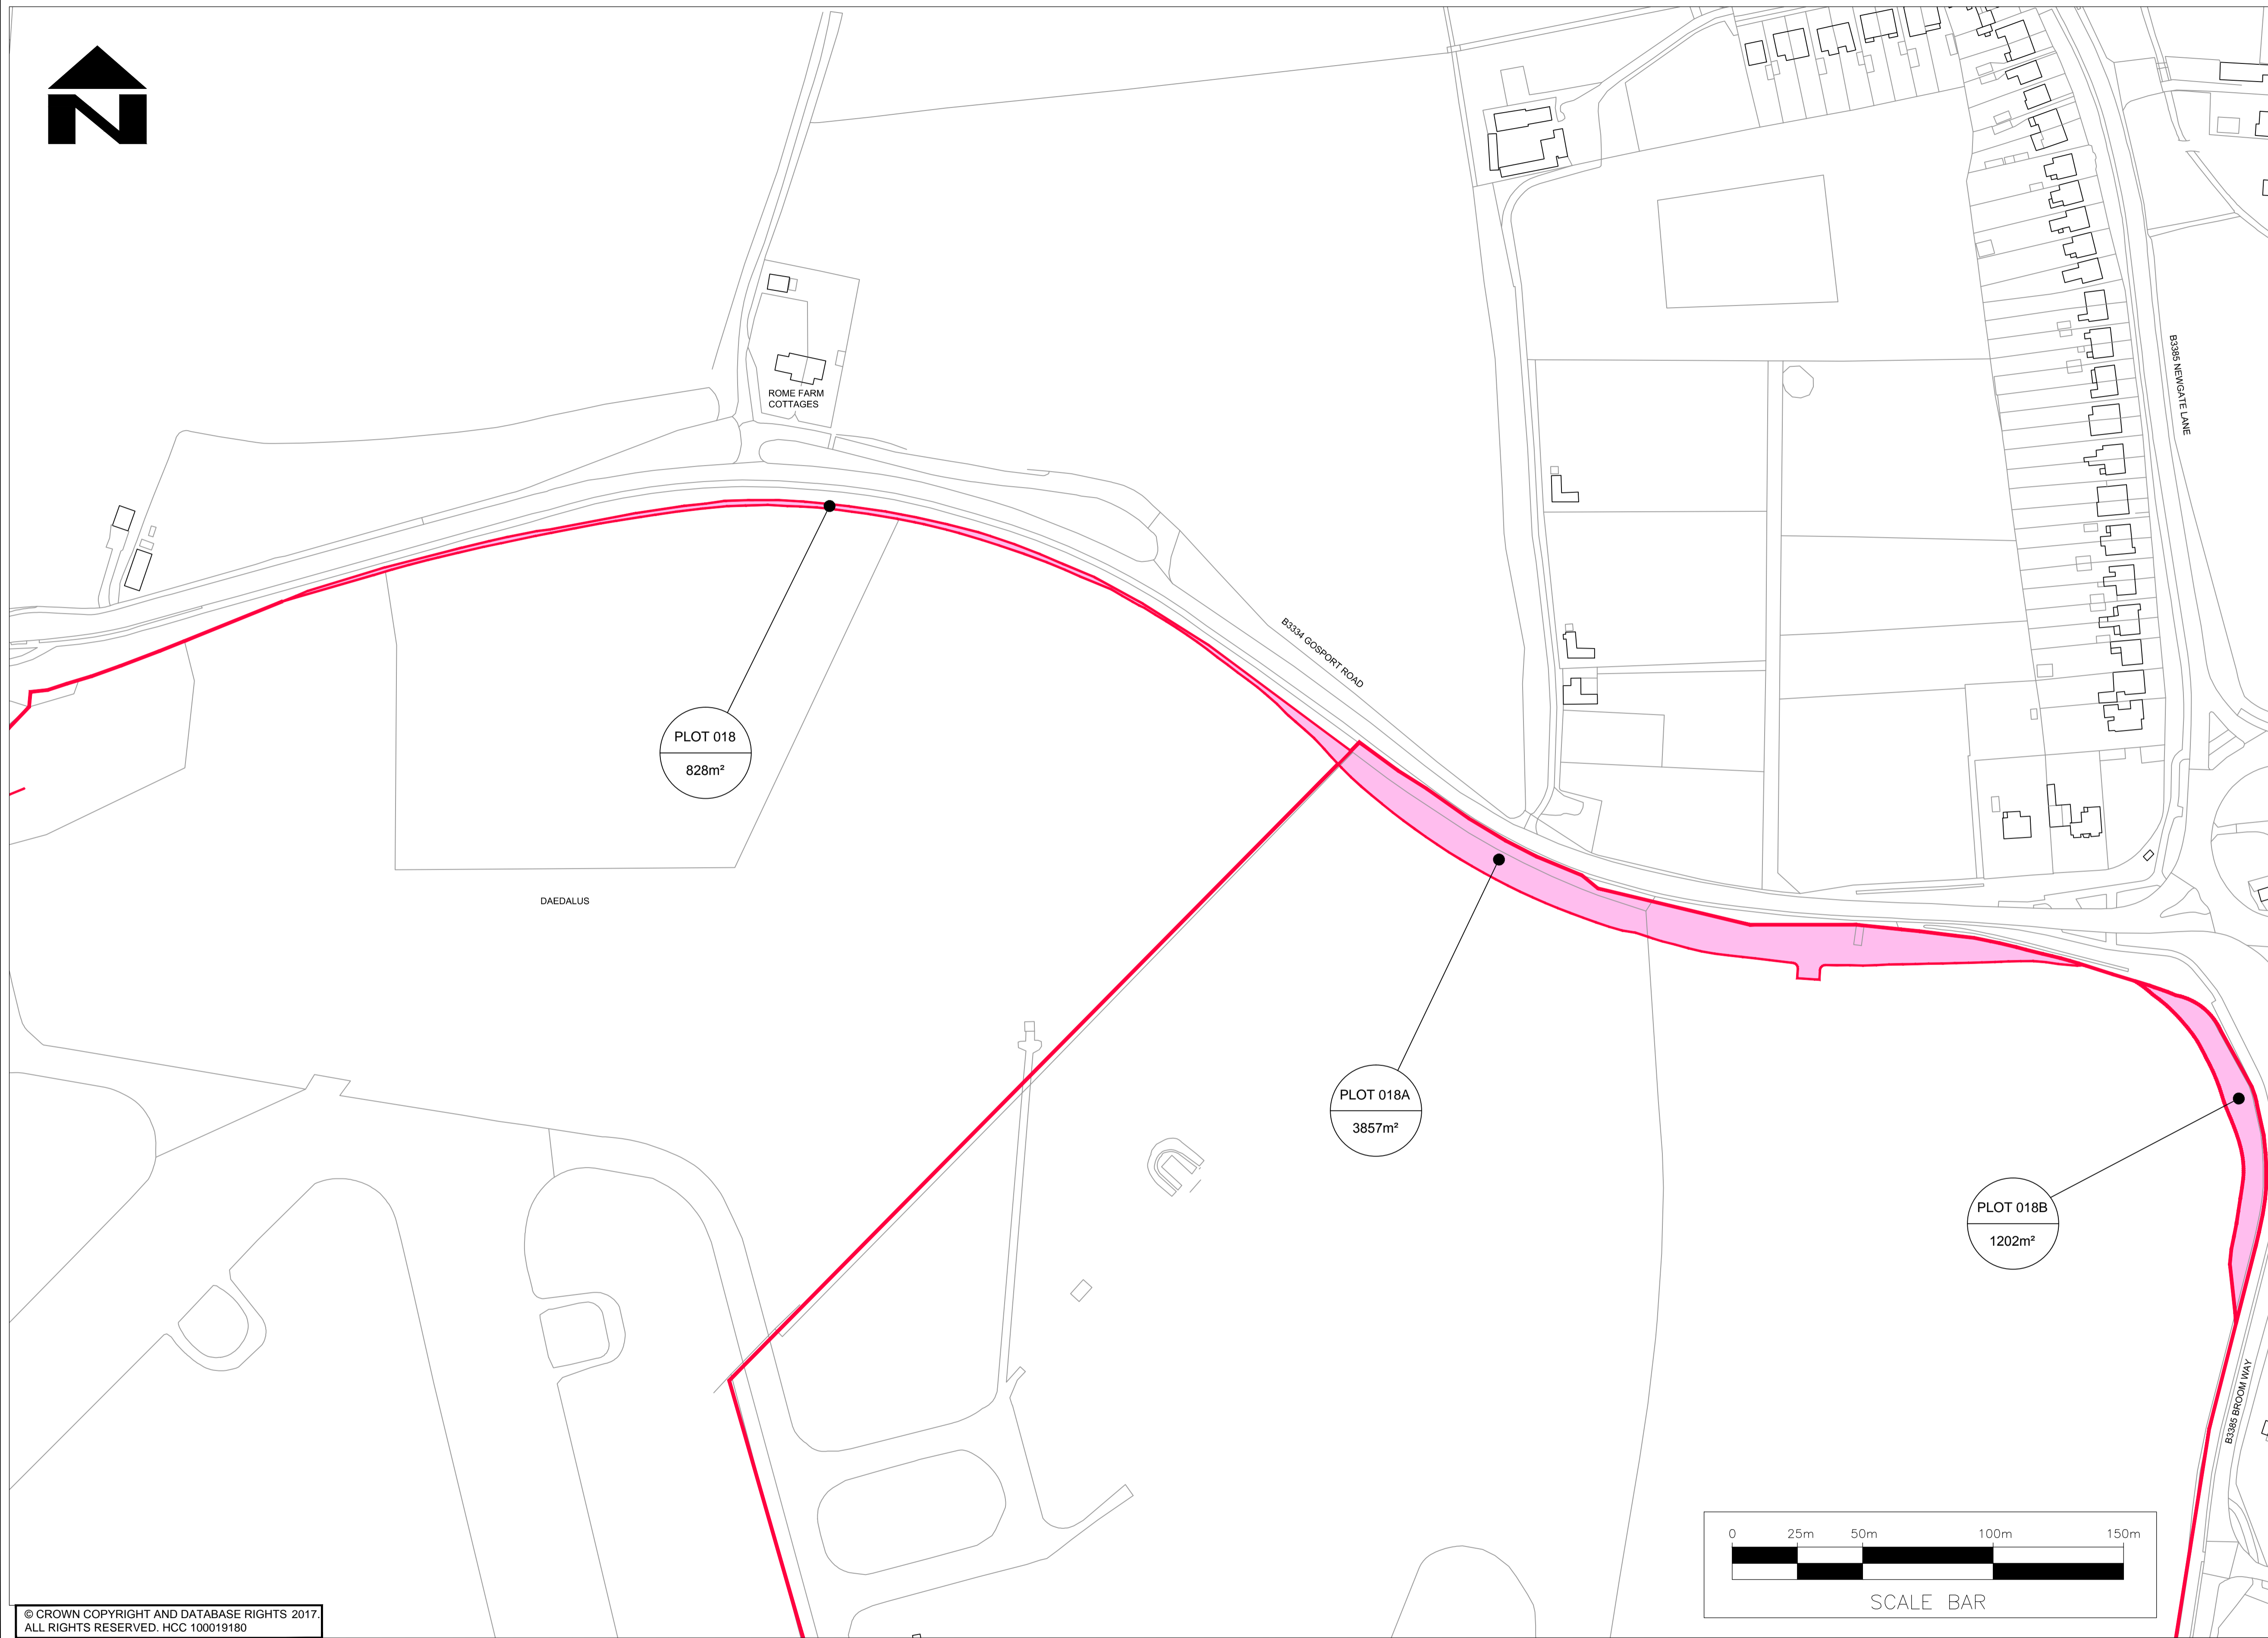 N
ROME FARM
COTTAGES
B3385 NEWGATE LANE
B3334 GOSPORT ROAD
PLOT 018
828m²
DAEDALUS
PLOT 018A
3857m²
PLOT 018B
1202m²
B3385 BROOM WAY
0 25m 50m 100m 150m
SCALE BAR
© CROWN COPYRIGHT AND DATABASE RIGHTS 2017.
ALL RIGHTS RESERVED. HCC 100019180